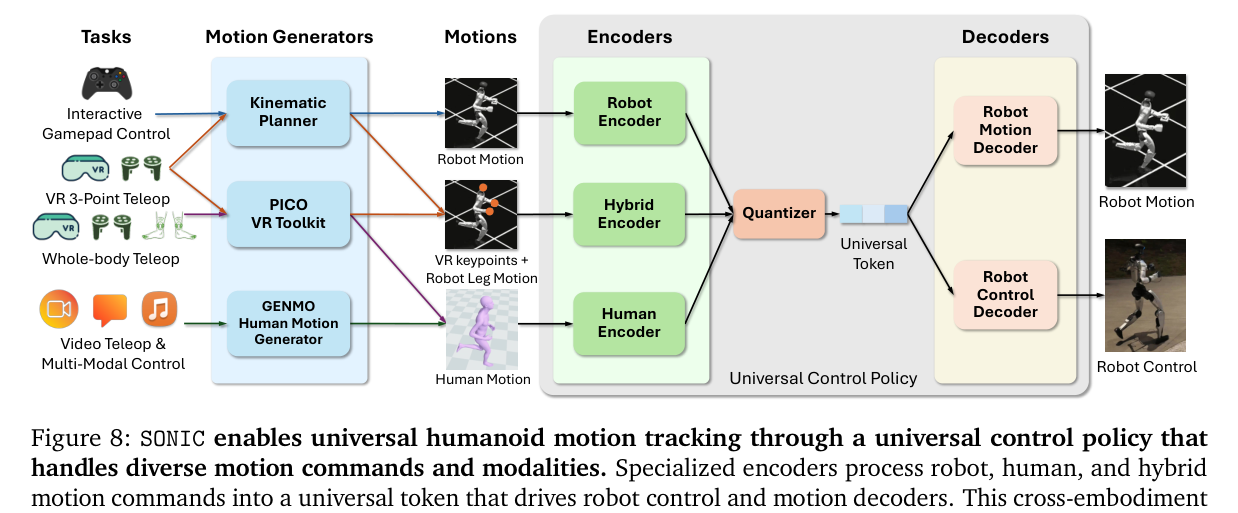 Tasks
Motion Generators
Motions
Encoders
Decoders
Interactive
Gamepad Control
VR
VR 3-Point Teleop
VR
Whole-body Teleop
Video Teleop &
Multi-Modal Control
Kinematic
Planner
PICO
VR Toolkit
GENMO
Human Motion
Generator
Robot Motion
VR keypoints +
Robot Leg Motion
Human Motion
Robot
Encoder
Hybrid
Encoder
Human
Encoder
Quantizer
Universal
Token
Robot
Motion
Decoder
Robot
Control
Decoder
Robot Motion
Robot Control
Universal Control Policy
Figure 8: SONIC enables universal humanoid motion tracking through a universal control policy that
handles diverse motion commands and modalities. Specialized encoders process robot, human, and hybrid
motion commands into a universal token that drives robot control and motion decoders. This cross-embodiment